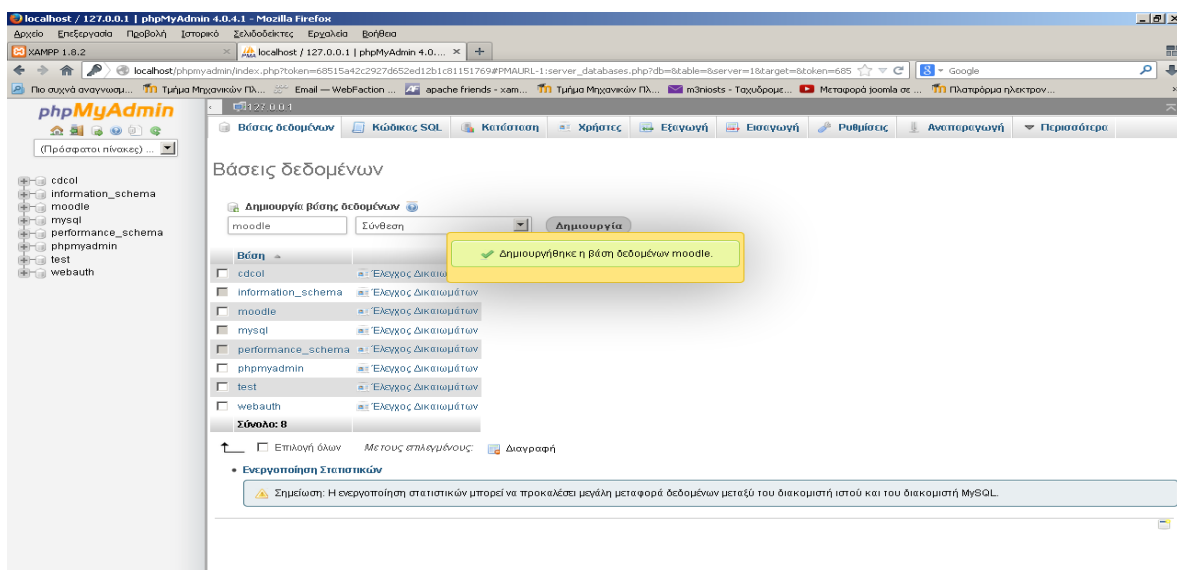 localhost / 127.0.0.1 | phpMyAdmin 4.0.4.1 - Mozilla Firefox
Αρχείο Επεξεργασία Προβολή Ιστορικό Σελιδοδείκτες Εργαλεία Βοήθεια
XAMPP 1.8.2 localhost / 127.0.0.1 | phpMyAdmin 4.0....
localhost/phpmyadmin/index.php?token=68515a42c2927d652ed12b1c81151769#PMAURL-1:server_databases.php?db=&table=&server=1&target=&token=685 Google
Πιο συχνά αναγνωσμ... Τμήμα Μηχανικών Πλ... Email — WebFaction ... apache friends - xam... Τμήμα Μηχανικών Πλ... m3niosts - Ταχυδρομε... Μεταφορά joomla σε ... Πλατφόρμα ηλεκτρον...
phpMyAdmin
(Πρόσφατοι πίνακες) ...
cdcol
information_schema
moodle
mysql
performance_schema
phpmyadmin
test
webauth
127.0.0.1
Βάσεις δεδομένων Κώδικας SQL Κατάσταση Χρήστες Εξαγωγή Εισαγωγή Ρυθμίσεις Αναπαραγωγή Περισσότερα
Βάσεις δεδομένων
Δημιουργία βάσης δεδομένων
moodle Σύνθεση Δημιουργία
Δημιουργήθηκε η βάση δεδομένων moodle.
Βάση
cdcol Έλεγχος
information_schema Έλεγχος Δικαιωμάτων
moodle Έλεγχος Δικαιωμάτων
mysql Έλεγχος Δικαιωμάτων
performance_schema Έλεγχος Δικαιωμάτων
phpmyadmin Έλεγχος Δικαιωμάτων
test Έλεγχος Δικαιωμάτων
webauth Έλεγχος Δικαιωμάτων
Σύνολο: 8
Επιλογή όλων Με τους επιλεγμένους: Διαγραφή
Ενεργοποίηση Στατιστικών
Σημείωση: Η ενεργοποίηση στατιστικών μπορεί να προκαλέσει μεγάλη μεταφορά δεδομένων μεταξύ του διακομιστή ιστού και του διακομιστή MySQL.